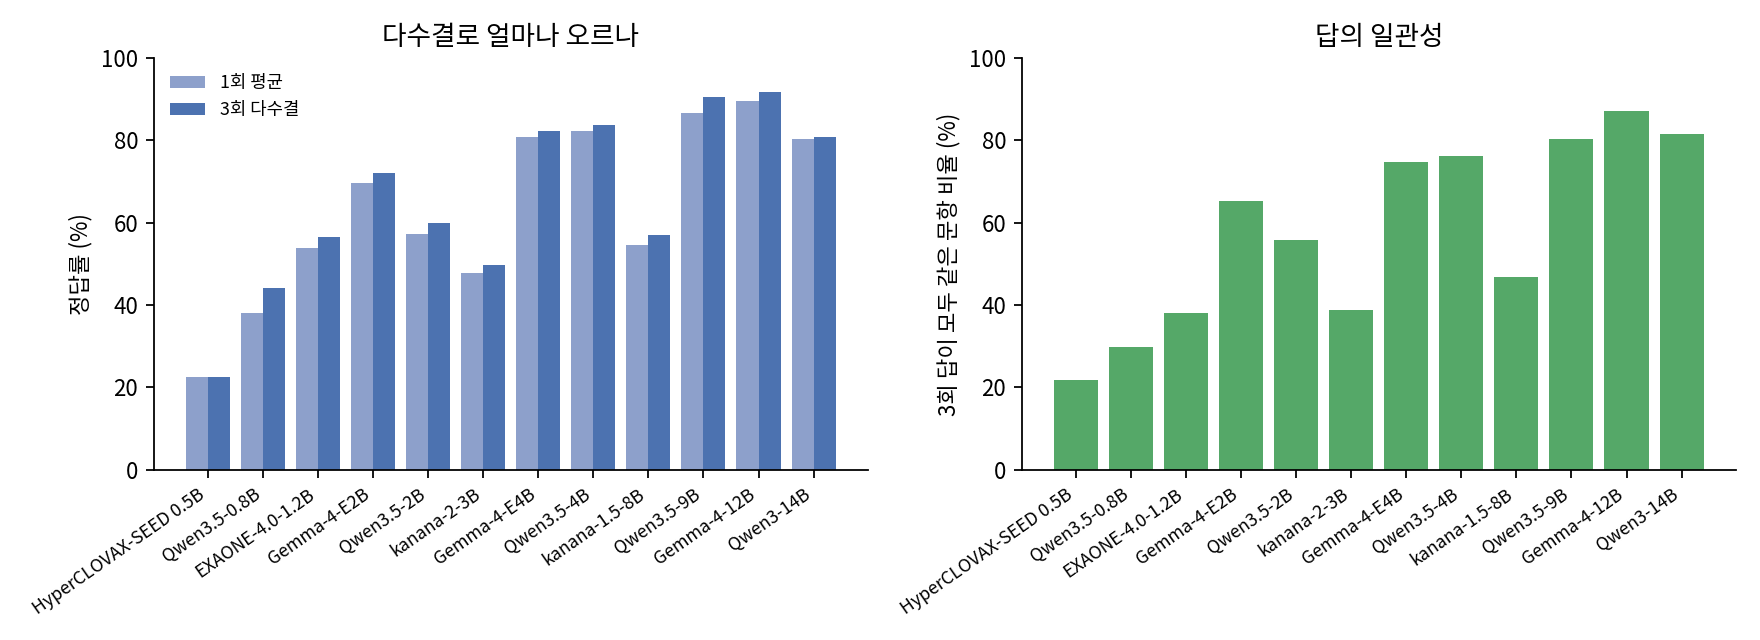 다수결로 얼마나 오르나
정답률 (%)
100
80
60
40
20
0
1회 평균
3회 다수결
HyperCLOVAX-SEED 0.5B
Qwen3.5-0.8B
EXAONE-4.0-1.2B
Gemma-4-E2B
Qwen3.5-2B
kanana-2-3B
Gemma-4-E4B
Qwen3.5-4B
kanana-1.5-8B
Qwen3.5-9B
Gemma-4-12B
Qwen3-14B
답의 일관성
3회 답이 모두 같은 문항 비율 (%)
100
80
60
40
20
0
HyperCLOVAX-SEED 0.5B
Qwen3.5-0.8B
EXAONE-4.0-1.2B
Gemma-4-E2B
Qwen3.5-2B
kanana-2-3B
Gemma-4-E4B
Qwen3.5-4B
kanana-1.5-8B
Qwen3.5-9B
Gemma-4-12B
Qwen3-14B